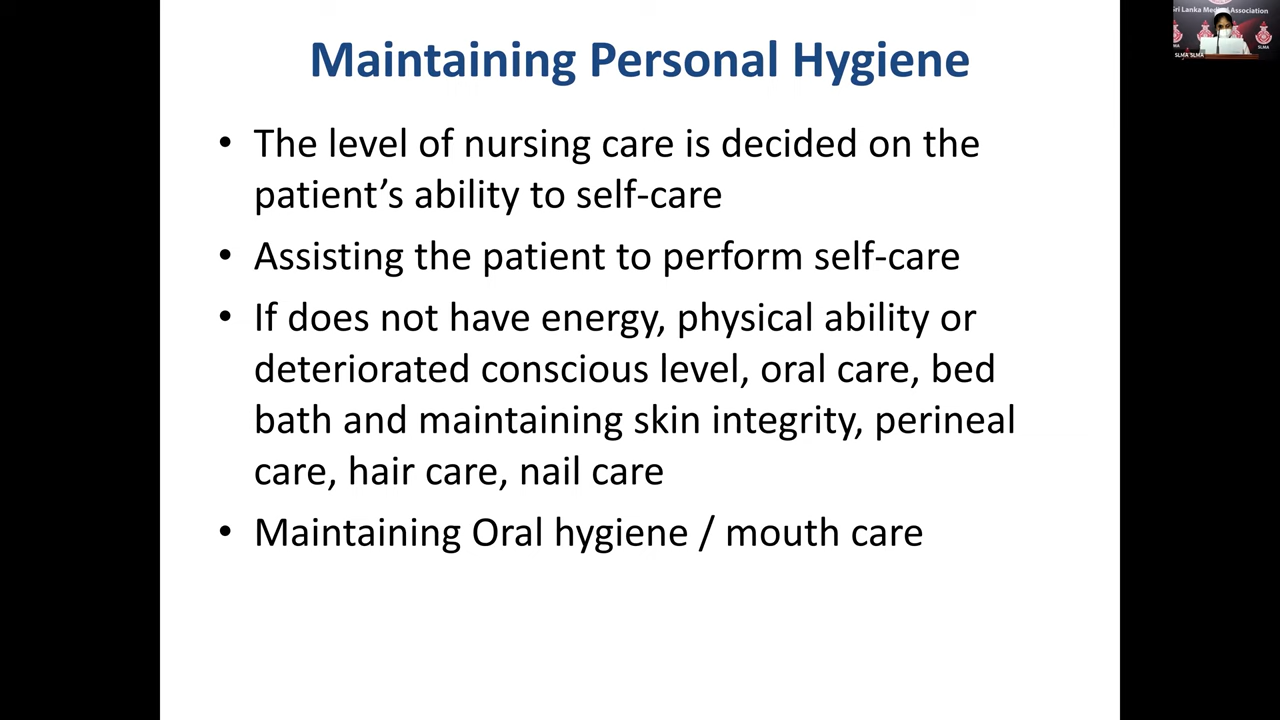 Maintaining Personal Hygiene
• The level of nursing care is decided on the
patient’s ability to self-care
• Assisting the patient to perform self-care
• If does not have energy, physical ability or
deteriorated conscious level, oral care, bed
bath and maintaining skin integrity, perineal
care, hair care, nail care
• Maintaining Oral hygiene / mouth care
Sri Lanka Medical Association
SLMA
SLMA SLMA